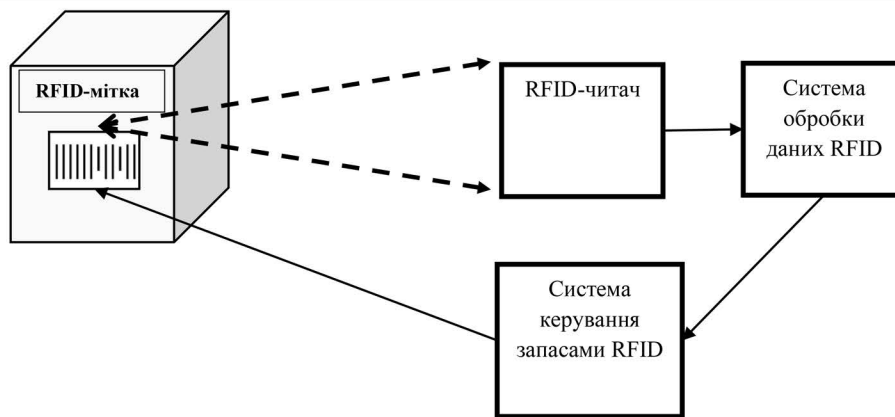 RFID-мітка
RFID-читач
Система
обробки
даних RFID
Система
керування
запасами RFID